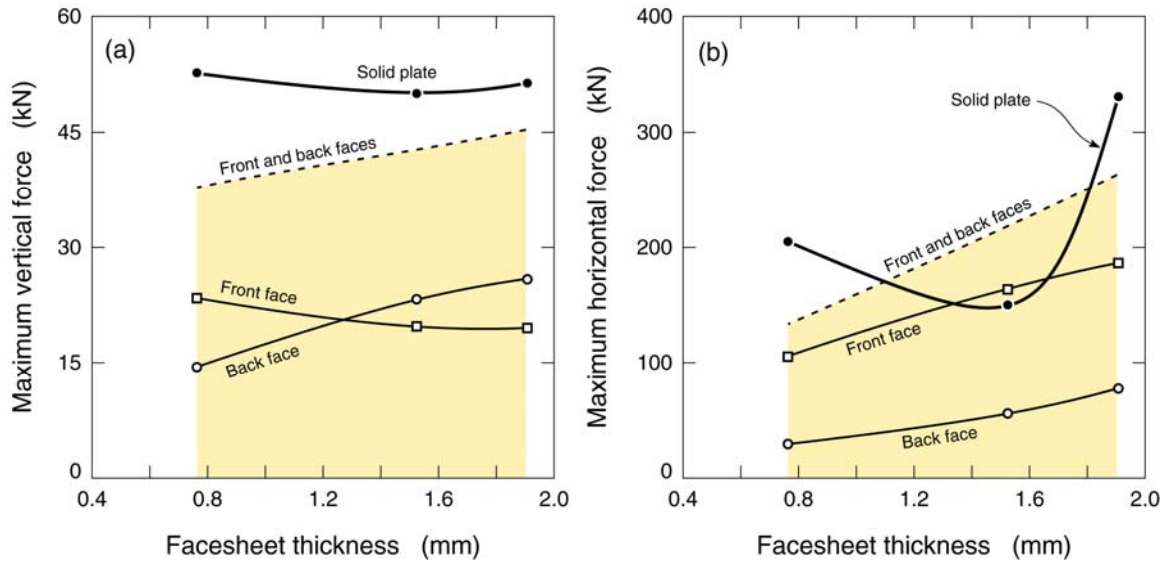 (a)
Maximum vertical force (kN)
60
45
30
15
0
Solid plate
Front and back faces
Front face
Back face
0.4
0.8
1.2
1.6
2.0
Facesheet thickness (mm)
(b)
Maximum horizontal force (kN)
400
300
200
100
0
Solid plate
Front and back faces
Front face
Back face
0.4
0.8
1.2
1.6
2.0
Facesheet thickness (mm)